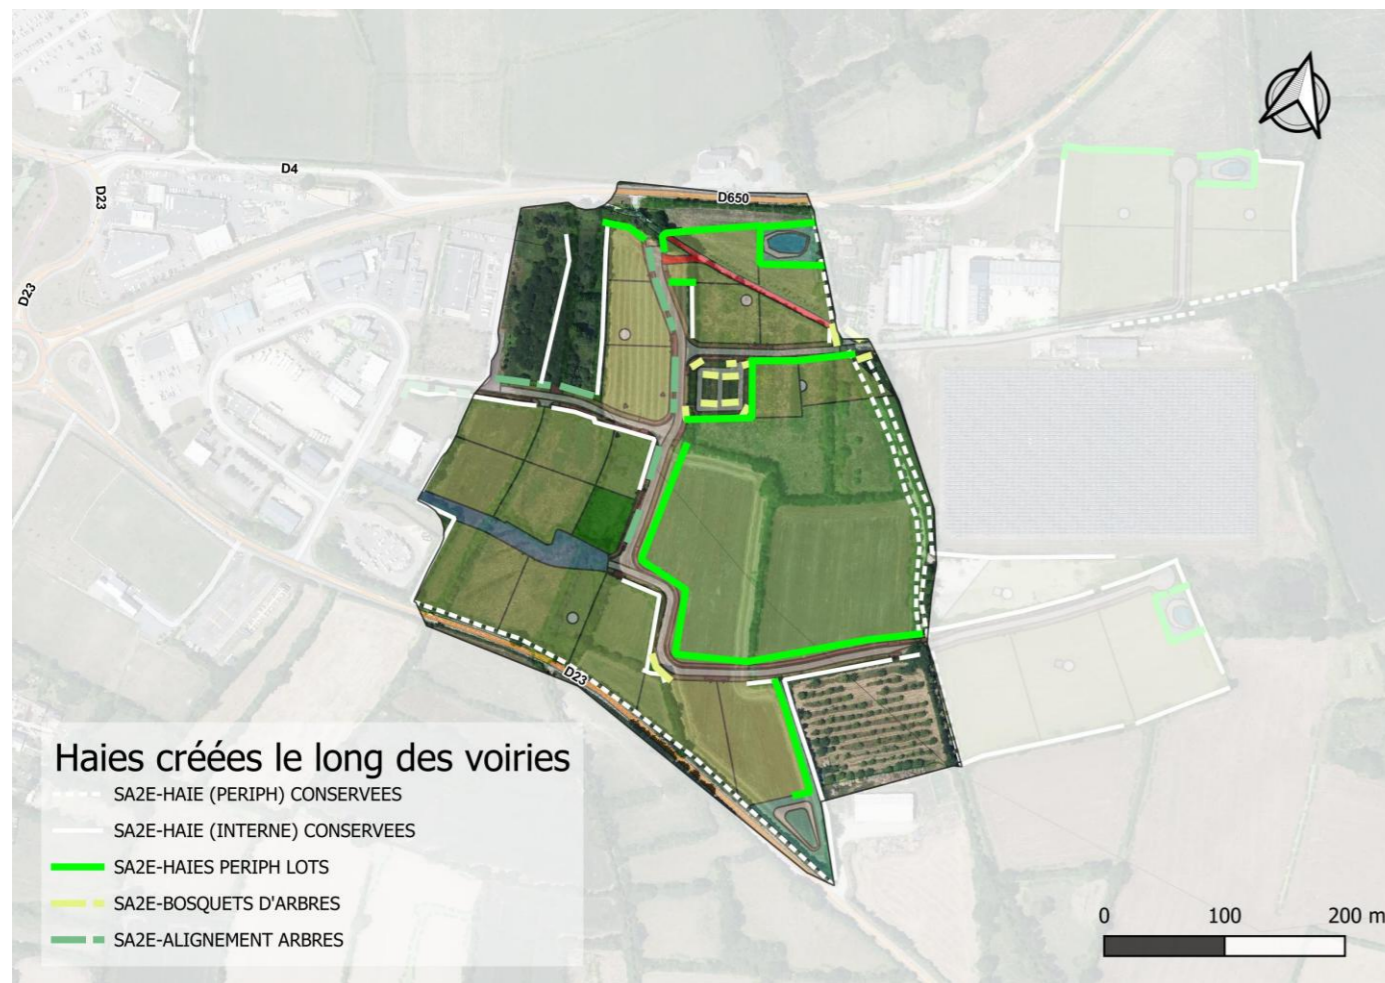 D4
D23
D650
D23
D23
Haies créées le long des voiries
SA2E-HAIE (PERIPH) CONSERVEES
SA2E-HAIE (INTERNE) CONSERVEES
SA2E-HAIES PERIPH LOTS
SA2E-BOSQUETS D'ARBRES
SA2E-ALIGNEMENT ARBRES
0 100 200 m